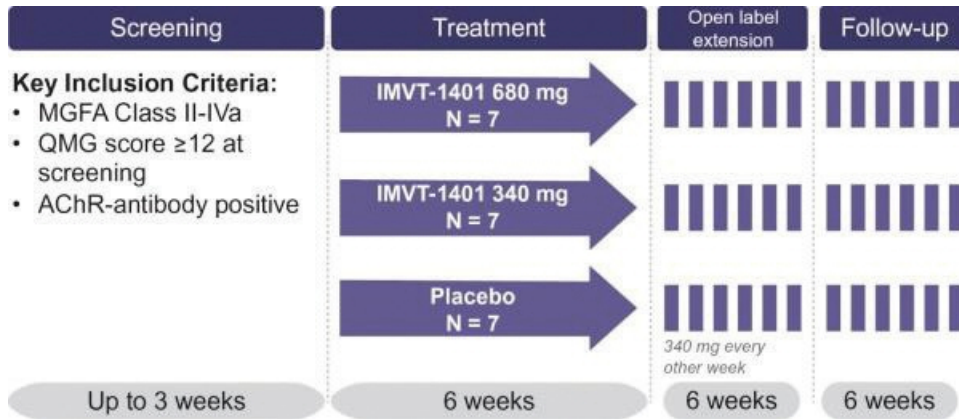 Screening
Treatment
Open label
extension
Follow-up
Key Inclusion Criteria:
• MGFA Class II-IVa
• QMG score ≥12 at
screening
• AChR-antibody positive
IMVT-1401 680 mg
N = 7
IMVT-1401 340 mg
N = 7
Placebo
N = 7
340 mg every
other week
Up to 3 weeks
6 weeks
6 weeks
6 weeks